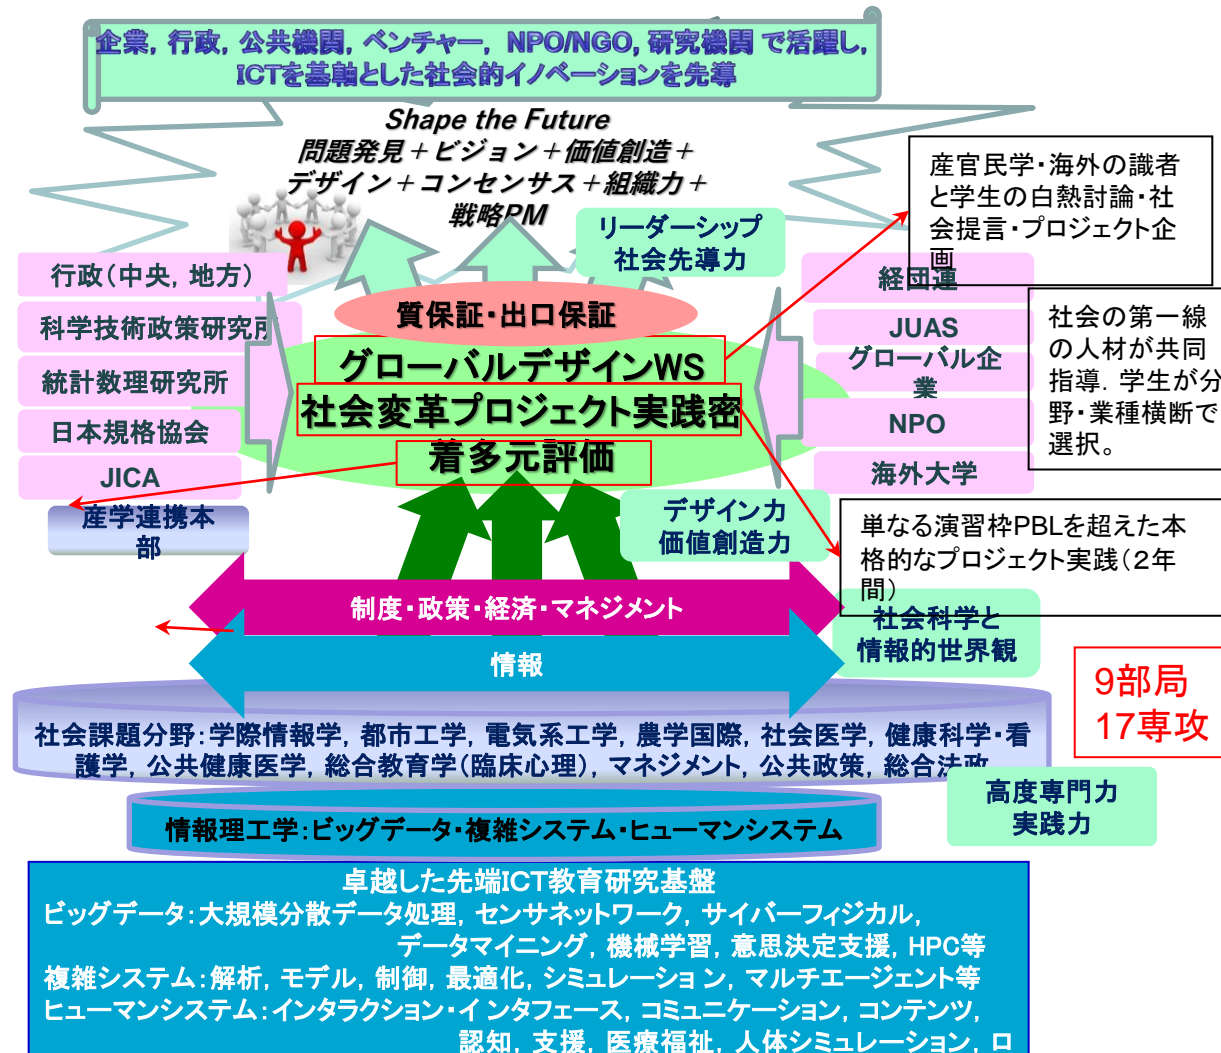 企業, 行政, 公共機関, ベンチャー, NPO/NGO, 研究機関 で活躍し,
ICTを基軸とした社会的イノベーションを先導
Shape the Future
問題発見＋ビジョン＋価値創造＋
デザイン＋コンセンサス＋組織力＋
戦略PM
リーダーシップ
社会先導力
産官民学・海外の識者
と学生の白熱討論・社
会提言・プロジェクト企
画
行政（中央, 地方）
科学技術政策研究所
統計数理研究所
日本規格協会
JICA
産学連携本
部
質保証・出口保証
グローバルデザインWS
社会変革プロジェクト実践密
着多元評価
経団連
JUAS
グローバル企
業
NPO
海外大学
社会の第一線
の人材が共同
指導．学生が分
野・業種横断で
選択。
デザイン力
価値創造力
単なる演習枠PBLを超えた本
格的なプロジェクト実践（２年
間）
制度・政策・経済・マネジメント
情報
社会科学と
情報的世界観
9部局
17専攻
社会課題分野：学際情報学, 都市工学, 電気系工学, 農学国際, 社会医学, 健康科学・看
護学, 公共健康医学, 総合教育学（臨床心理）, マネジメント, 公共政策, 総合法政
高度専門力
実践力
情報理工学：ビッグデータ・複雑システム・ヒューマンシステム
卓越した先端ICT教育研究基盤
ビッグデータ：大規模分散データ処理, センサネットワーク, サイバーフィジカル,
データマイニング, 機械学習, 意思決定支援, HPC等
複雑システム：解析, モデル, 制御, 最適化, シミュレーション, マルチエージェント等
ヒューマンシステム：インタラクション・インタフェース, コミュニケーション, コンテンツ,
認知, 支援, 医療福祉, 人体シミュレーション, ロ